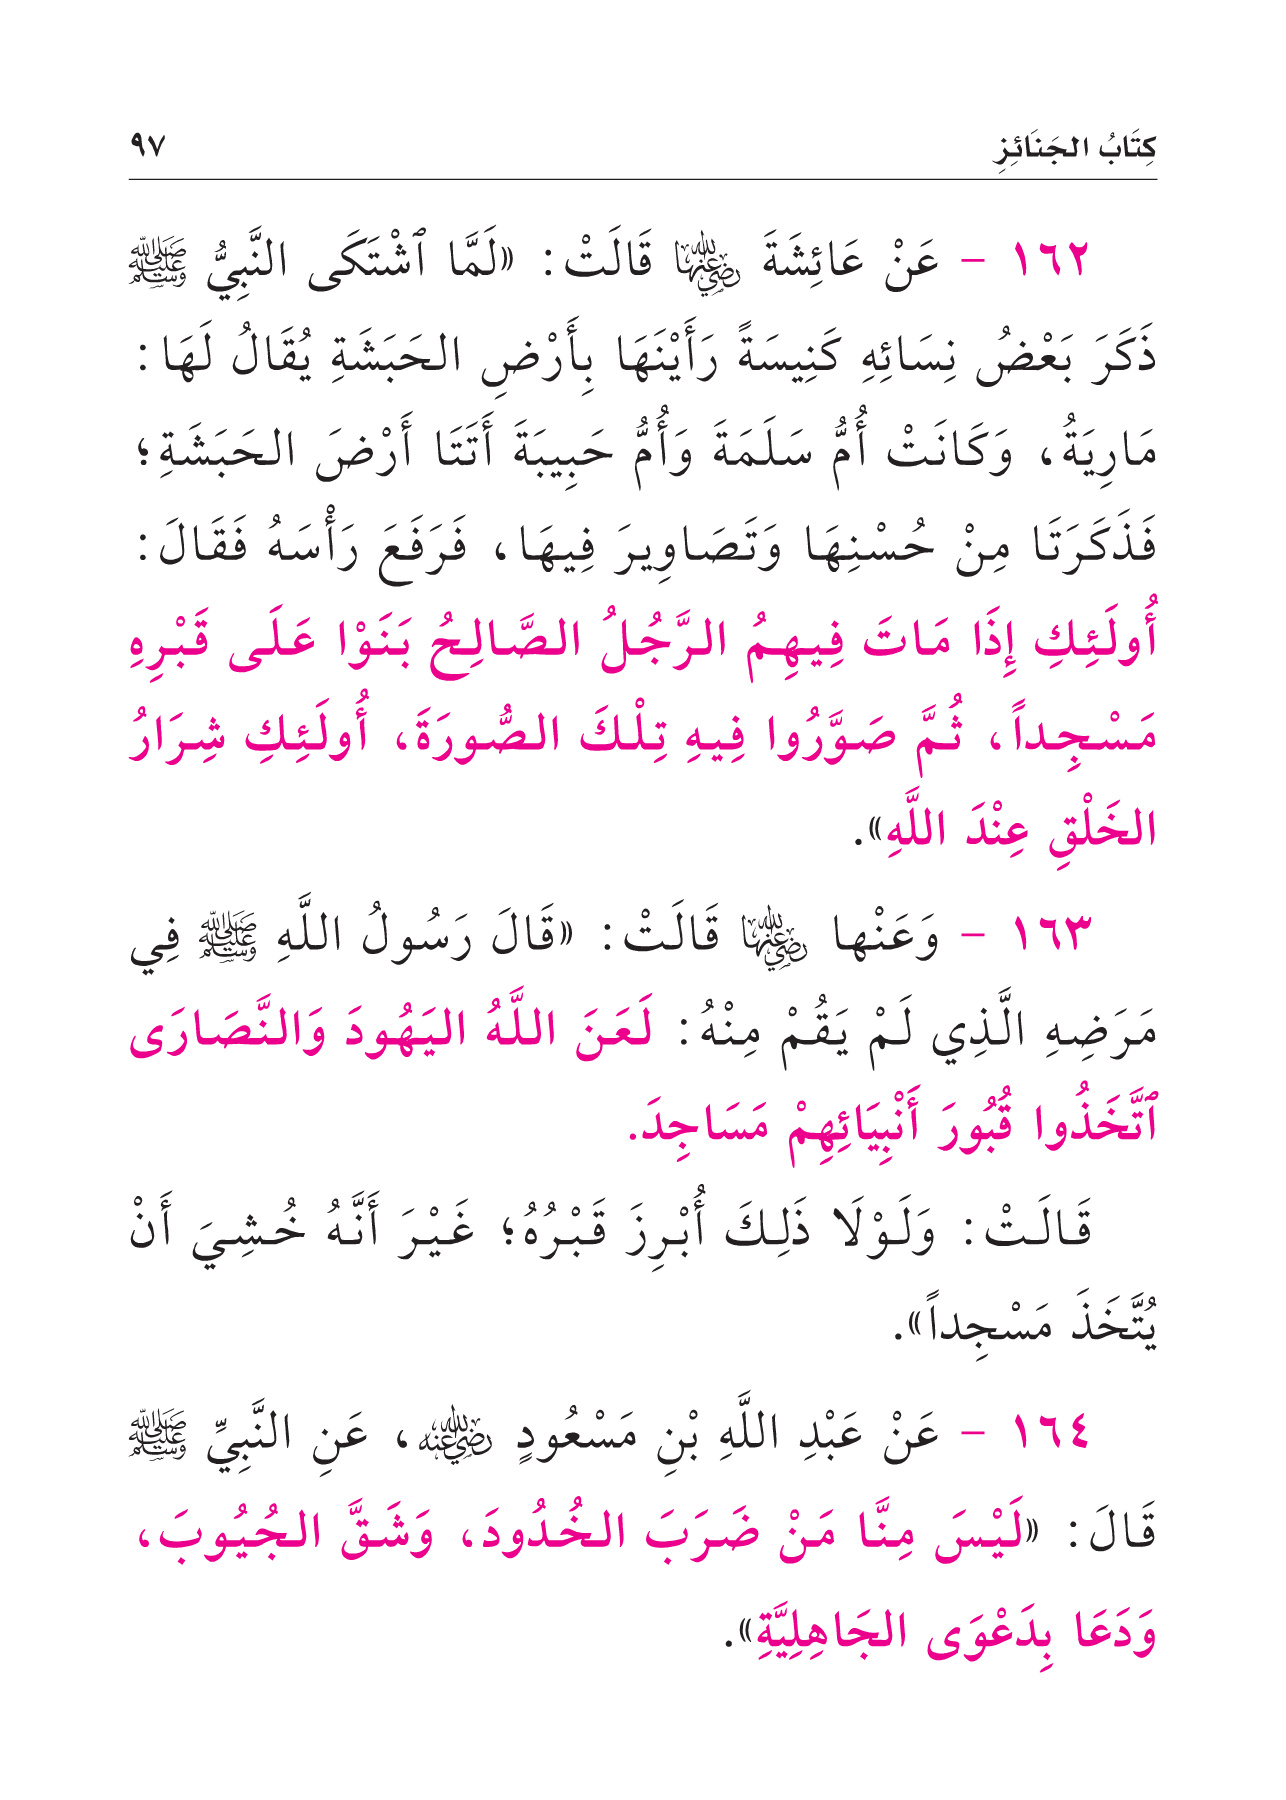 كِتَابُ الجَنَائِزِ ٩٧
١٦٢ - عَنْ عَائِشَةَ رضي الله عنها قَالَتْ: «لَمَّا ٱشْتَكَى النَّبِيُّ ﷺ
ذَكَرَ بَعْضُ نِسَائِهِ كَنِيسَةً رَأَيْنَهَا بِأَرْضِ الحَبَشَةِ يُقَالُ لَهَا:
مَارِيَةُ، وَكَانَتْ أُمُّ سَلَمَةَ وَأُمُّ حَبِيبَةَ أَتَتَا أَرْضَ الحَبَشَةِ؛
فَذَكَرَتَا مِنْ حُسْنِهَا وَتَصَاوِيرَ فِيهَا، فَرَفَعَ رَأْسَهُ فَقَالَ:
أُولَئِكِ إِذَا مَاتَ فِيهِمُ الرَّجُلُ الصَّالِحُ بَنَوْا عَلَى قَبْرِهِ
مَسْجِداً، ثُمَّ صَوَّرُوا فِيهِ تِلْكَ الصُّورَةَ، أُولَئِكِ شِرَارُ
الخَلْقِ عِنْدَ اللَّهِ».
١٦٣ - وَعَنْها رضي الله عنها قَالَتْ: «قَالَ رَسُولُ اللَّهِ ﷺ فِي
مَرَضِهِ الَّذِي لَمْ يَقُمْ مِنْهُ: لَعَنَ اللَّهُ اليَهُودَ وَالنَّصَارَى
ٱتَّخَذُوا قُبُورَ أَنْبِيَائِهِمْ مَسَاجِدَ.
قَالَتْ: وَلَوْلَا ذَلِكَ أُبْرِزَ قَبْرُهُ؛ غَيْرَ أَنَّهُ خُشِيَ أَنْ
يُتَّخَذَ مَسْجِداً».
١٦٤ - عَنْ عَبْدِ اللَّهِ بْنِ مَسْعُودٍ رضي الله عنه، عَنِ النَّبِيِّ ﷺ
قَالَ: «لَيْسَ مِنَّا مَنْ ضَرَبَ الخُدُودَ، وَشَقَّ الجُيُوبَ،
وَدَعَا بِدَعْوَى الجَاهِلِيَّةِ».